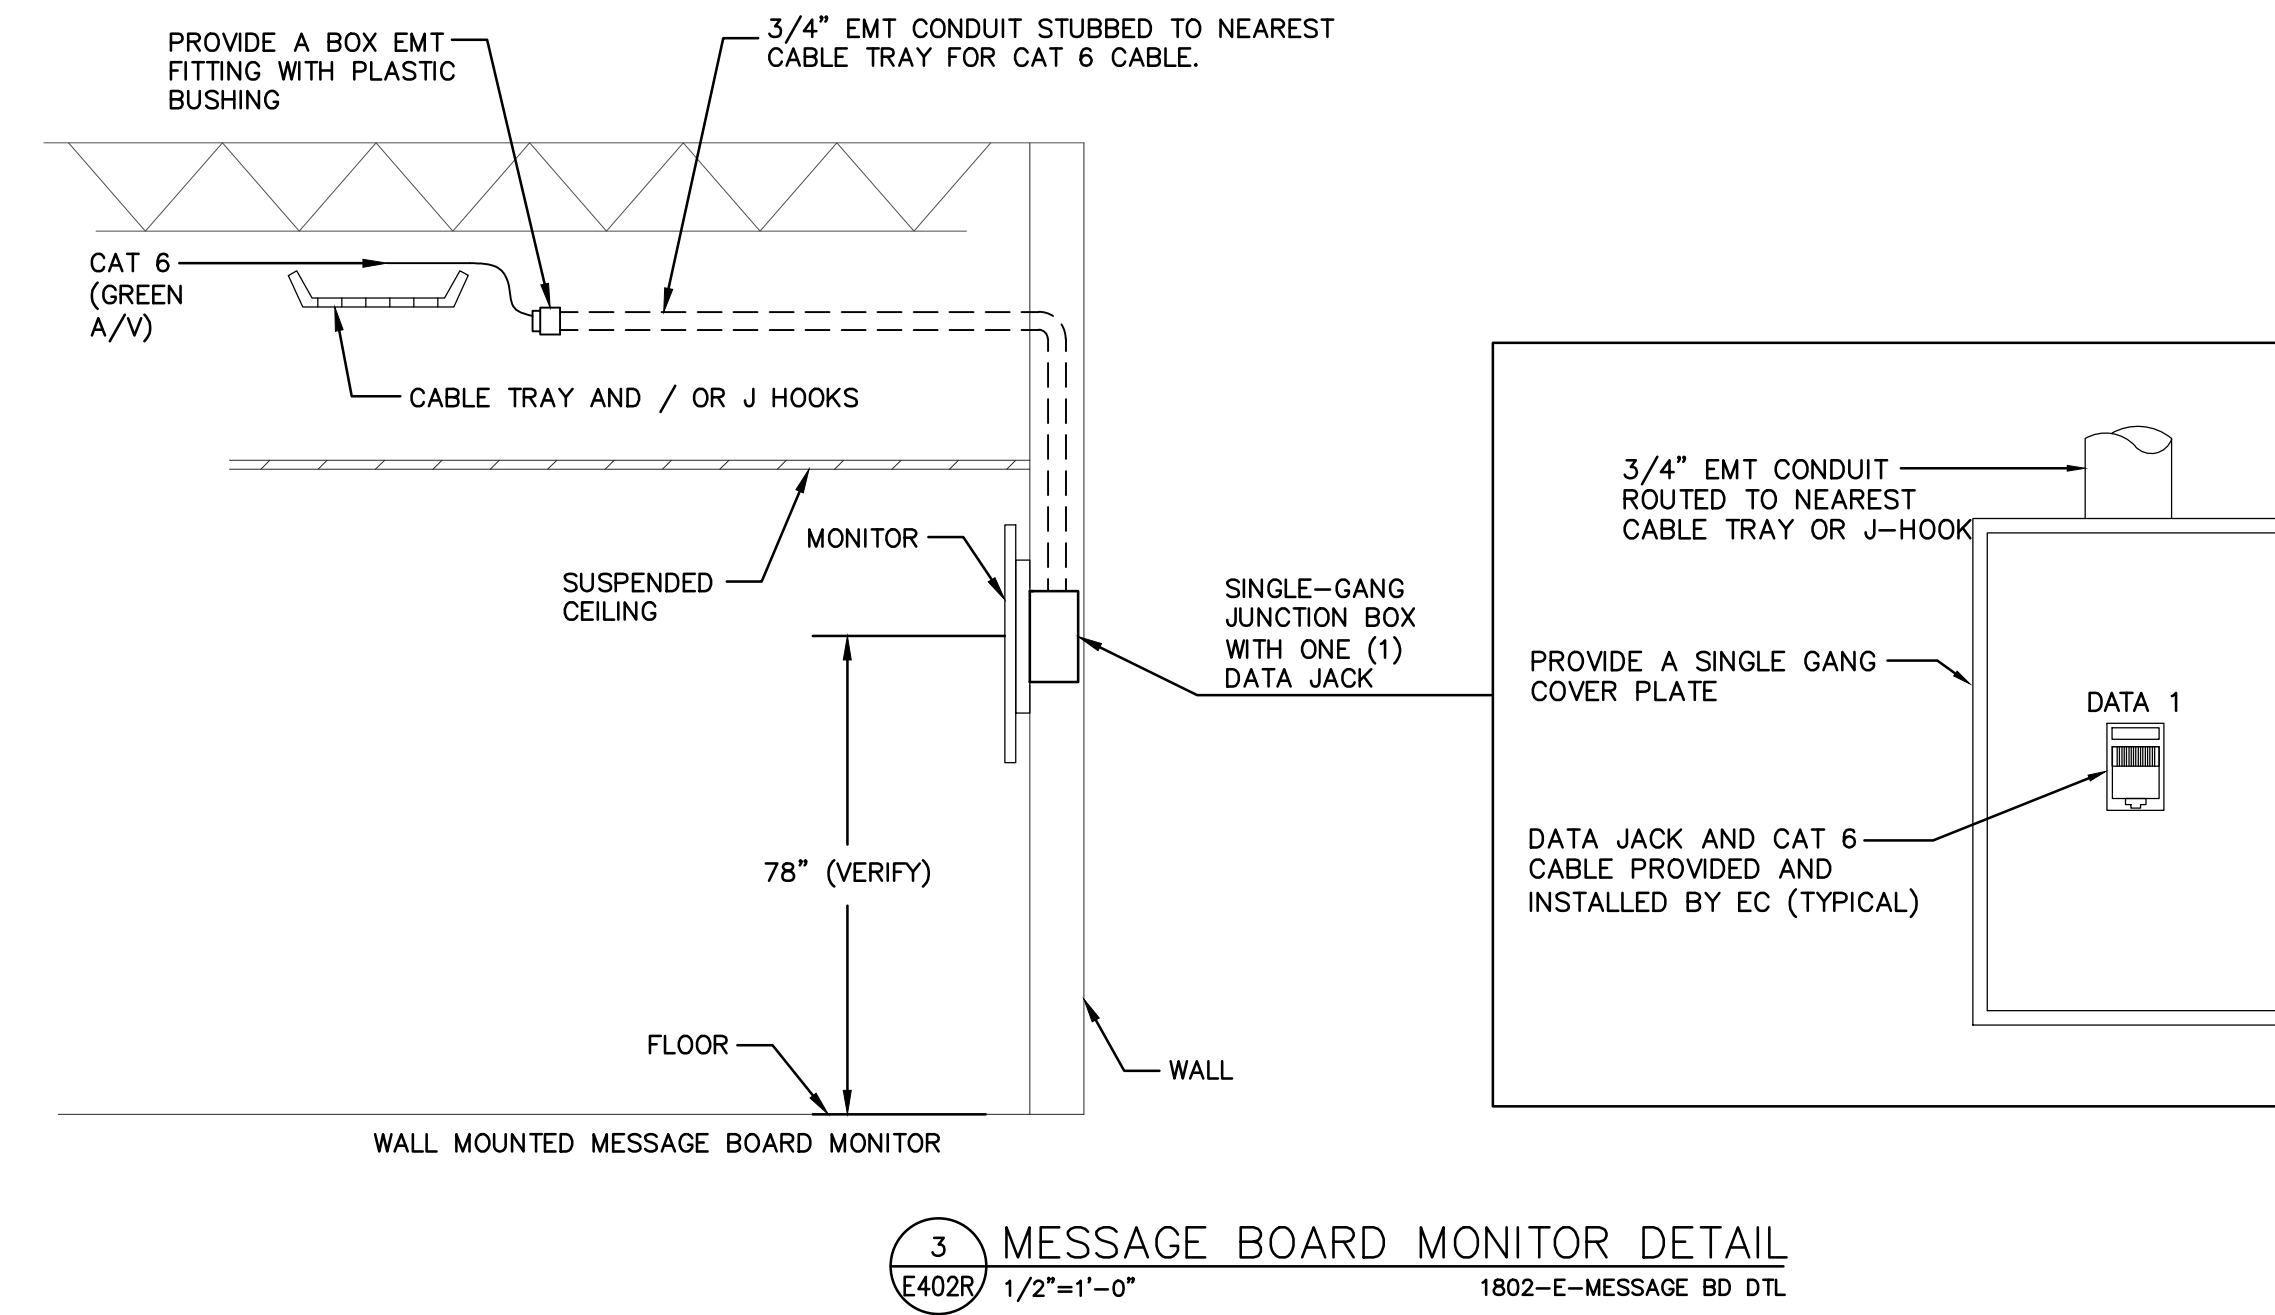 PROVIDE A BOX EMT
FITTING WITH PLASTIC
BUSHING
3/4” EMT CONDUIT STUBBED TO NEAREST
CABLE TRAY FOR CAT 6 CABLE.
CAT 6
(GREEN
A/V)
CABLE TRAY AND / OR J HOOKS
MONITOR
SUSPENDED
CEILING
SINGLE-GANG
JUNCTION BOX
WITH ONE (1)
DATA JACK
3/4” EMT CONDUIT
ROUTED TO NEAREST
CABLE TRAY OR J-HOOK
PROVIDE A SINGLE GANG
COVER PLATE
DATA 1
DATA JACK AND CAT 6
CABLE PROVIDED AND
INSTALLED BY EC (TYPICAL)
78” (VERIFY)
FLOOR
WALL
WALL MOUNTED MESSAGE BOARD MONITOR
3
E402R
MESSAGE BOARD MONITOR DETAIL
1/2”=1'-0”
1802-E-MESSAGE BD DTL